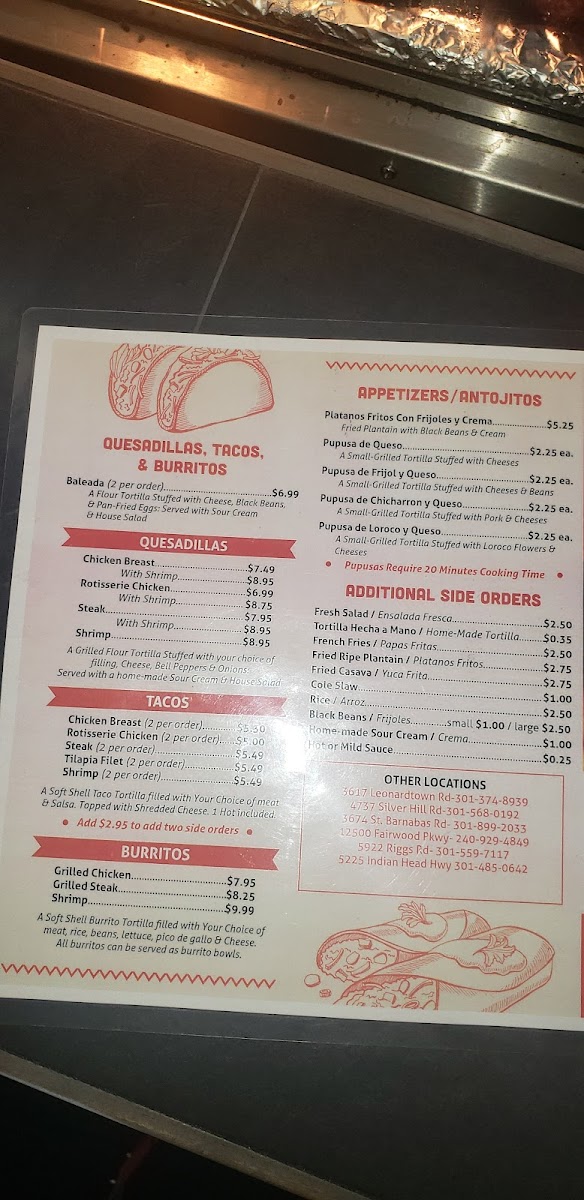 QUESADILLAS, TACOS,
& BURRITOS
Baleada (2 per order)..............................$6.99
A Flour Tortilla Stuffed with Cheese, Black Beans,
& Pan-Fried Eggs: Served with Sour Cream
& House Salad
QUESADILLAS
Chicken Breast..........................$7.49
With Shrimp...................$8.95
Rotisserie Chicken.....................$6.99
With Shrimp...................$8.75
Steak.......................................$7.95
With Shrimp...................$8.95
Shrimp.....................................$8.95
A Grilled Flour Tortilla Stuffed with your choice of
filling, Cheese, Bell Peppers & Onions.
Served with a home-made Sour Cream & House Salad
TACOS
Chicken Breast (2 per order)..........$5.50
Rotisserie Chicken (2 per order)....$5.00
Steak (2 per order)........................$5.49
Tilapia Filet (2 per order)...............$5.49
Shrimp (2 per order)......................$5.49
A Soft Shell Taco Tortilla filled with Your Choice of meat
& Salsa. Topped with Shredded Cheese. 1 Hot included.
• Add $2.95 to add two side orders •
BURRITOS
Grilled Chicken............................$7.95
Grilled Steak................................$8.25
Shrimp.........................................$9.99
A Soft Shell Burrito Tortilla filled with Your Choice of
meat, rice, beans, lettuce, pico de gallo & Cheese.
All burritos can be served as burrito bowls.
APPETIZERS/ANTOJITOS
Platanos Fritos Con Frijoles y Crema....................$5.25
Fried Plantain with Black Beans & Cream
Pupusa de Queso.......................................$2.25 ea.
A Small-Grilled Tortilla Stuffed with Cheeses
Pupusa de Frijol y Queso.............................$2.25 ea.
A Small-Grilled Tortilla Stuffed with Cheeses & Beans
Pupusa de Chicharron y Queso......................$2.25 ea.
A Small-Grilled Tortilla Stuffed with Pork & Cheeses
Pupusa de Loroco y Queso...........................$2.25 ea.
A Small-Grilled Tortilla Stuffed with Loroco Flowers &
Cheeses
• Pupusas Require 20 Minutes Cooking Time •
ADDITIONAL SIDE ORDERS
Fresh Salad / Ensalada Fresca.........................$2.50
Tortilla Hecha a Mano / Home-Made Tortilla......$0.35
French Fries / Papas Fritas.............................$2.50
Fried Ripe Plantain / Platanos Fritos................$2.75
Fried Casava / Yuca Frita...............................$2.75
Cole Slaw....................................................$1.00
Rice / Arroz.................................................$2.50
Black Beans / Frijoles...........small $1.00 / large $2.50
Home-made Sour Cream / Crema..................$1.00
Hot or Mild Sauce........................................$0.25
OTHER LOCATIONS
3617 Leonardtown Rd-301-374-8939
4737 Silver Hill Rd-301-568-0192
3674 St. Barnabas Rd- 301-899-2033
12500 Fairwood Pkwy- 240-929-4849
5922 Riggs Rd- 301-559-7117
5225 Indian Head Hwy 301-485-0642